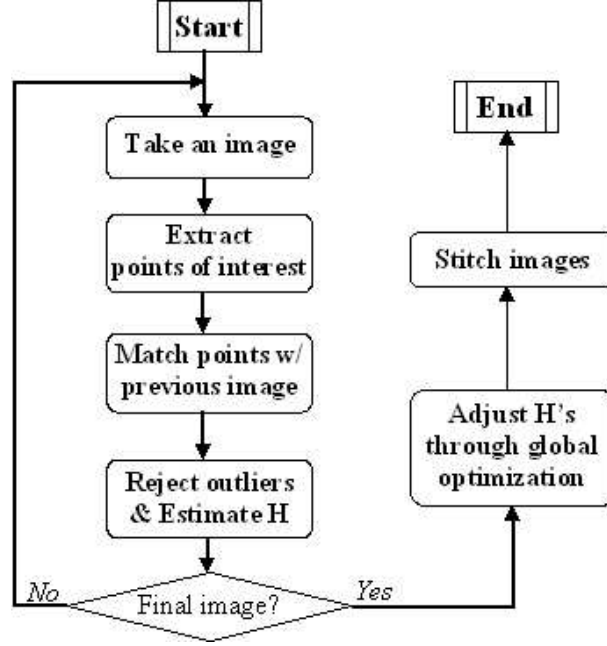 Start
Take an image
Extract
points of interest
Match points w/
previous image
Reject outliers
& Estimate H
Final image?
No
Yes
Adjust H's
through global
optimization
Stitch images
End